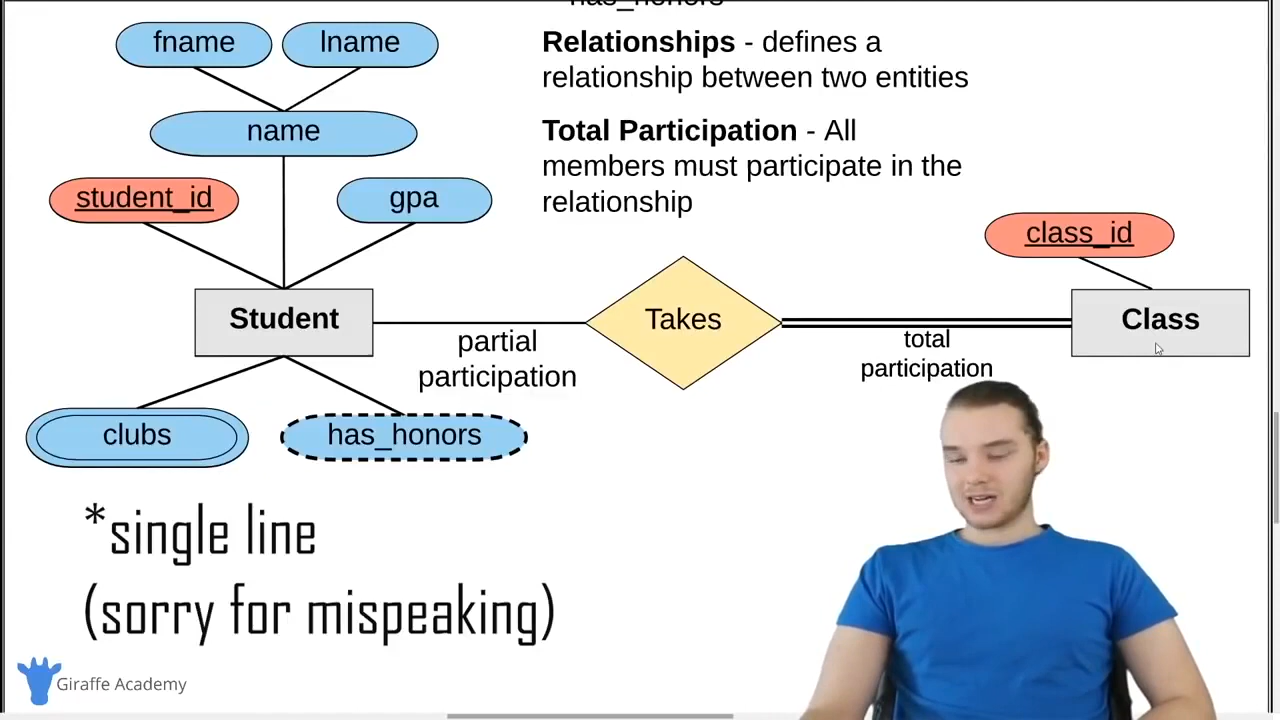 fname
lname
Relationships - defines a
relationship between two entities
name
Total Participation - All
members must participate in the
relationship
student_id
gpa
class_id
Student
Takes
Class
partial
participation
total
participation
clubs
has_honors
*single line
(sorry for mispeaking)
Giraffe Academy